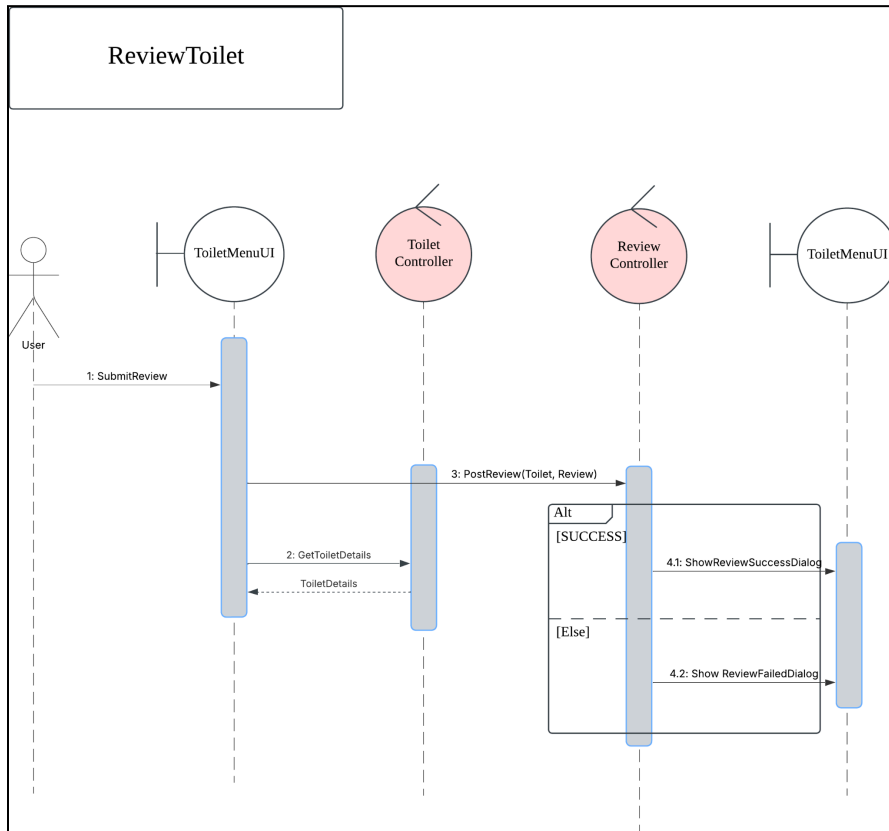 ReviewToilet
ToiletMenuUI
Toilet
Controller
Review
Controller
ToiletMenuUI
User
1: SubmitReview
3: PostReview(Toilet, Review)
Alt
[SUCCESS]
2: GetToiletDetails
4.1: ShowReviewSuccessDialog
ToiletDetails
[Else]
4.2: Show ReviewFailedDialog